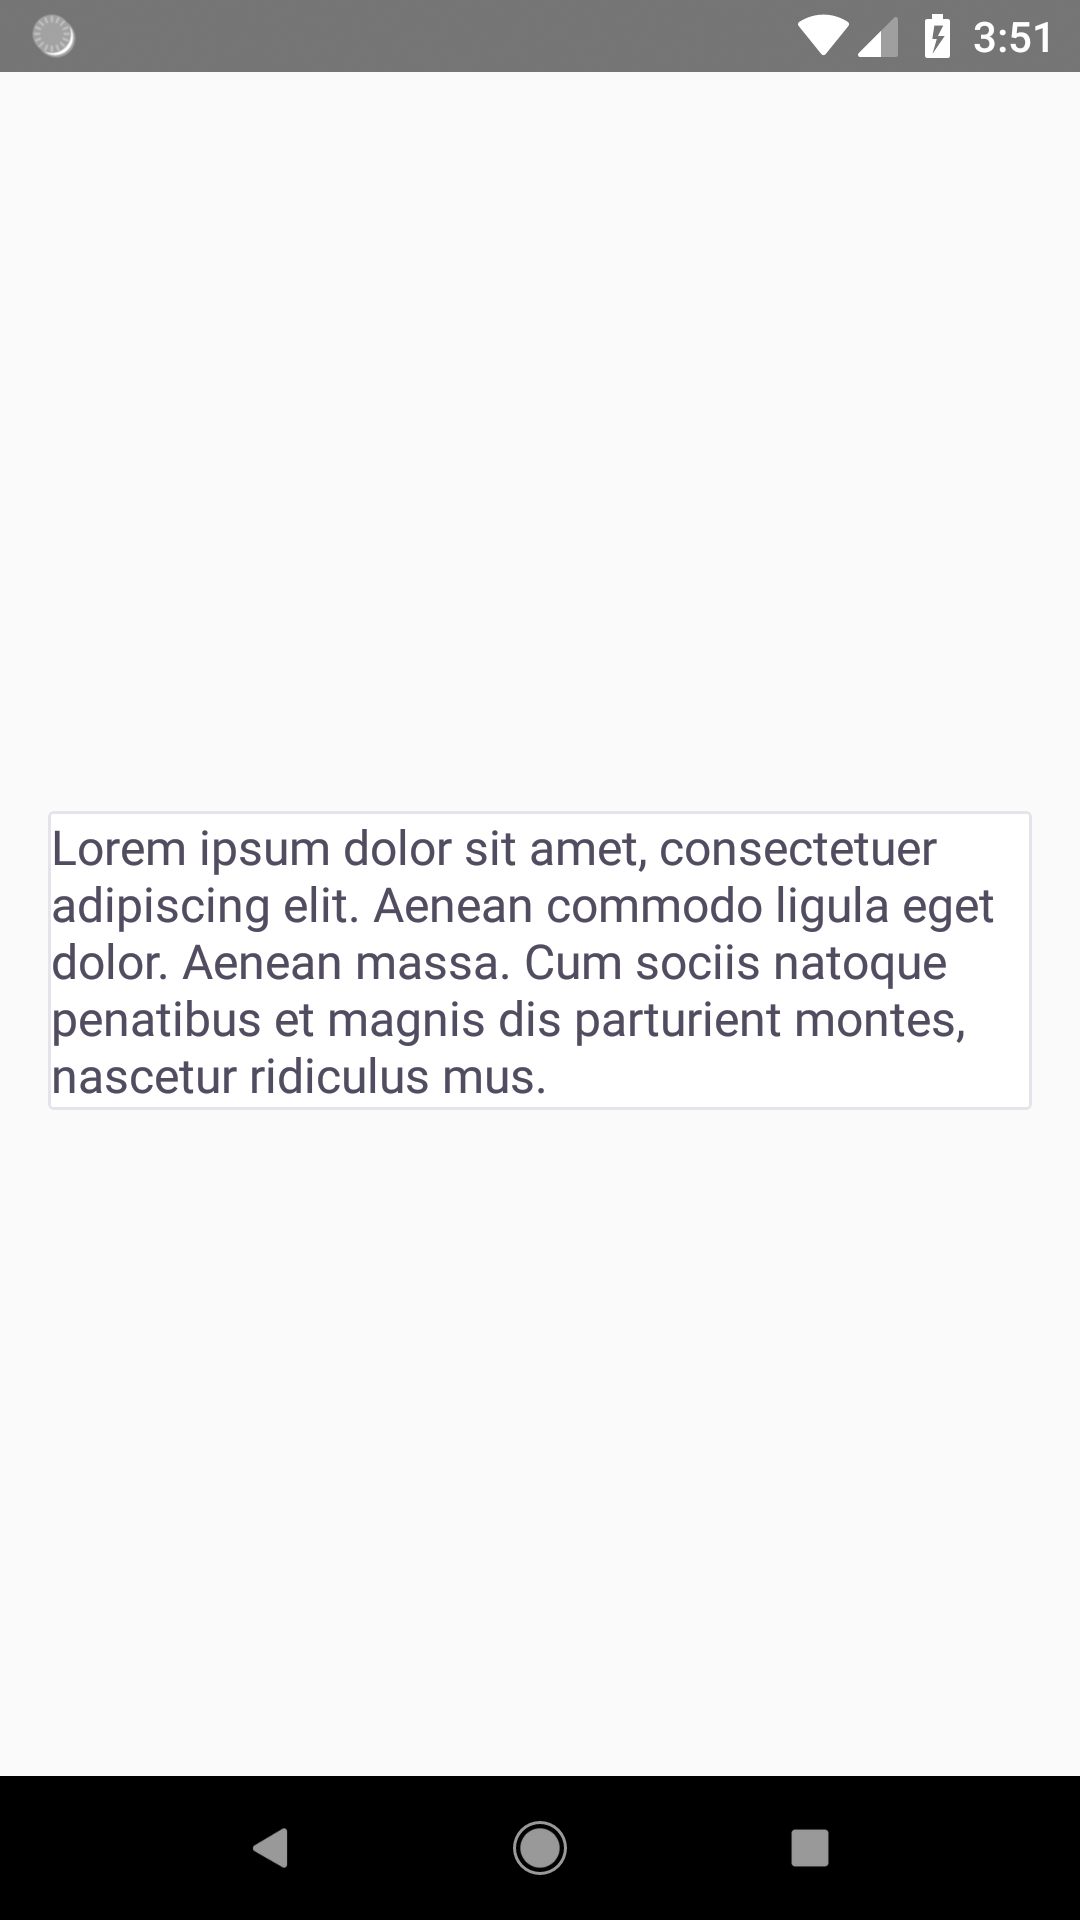 3:51
Lorem ipsum dolor sit amet, consectetuer
adipiscing elit. Aenean commodo ligula eget
dolor. Aenean massa. Cum sociis natoque
penatibus et magnis dis parturient montes,
nascetur ridiculus mus.